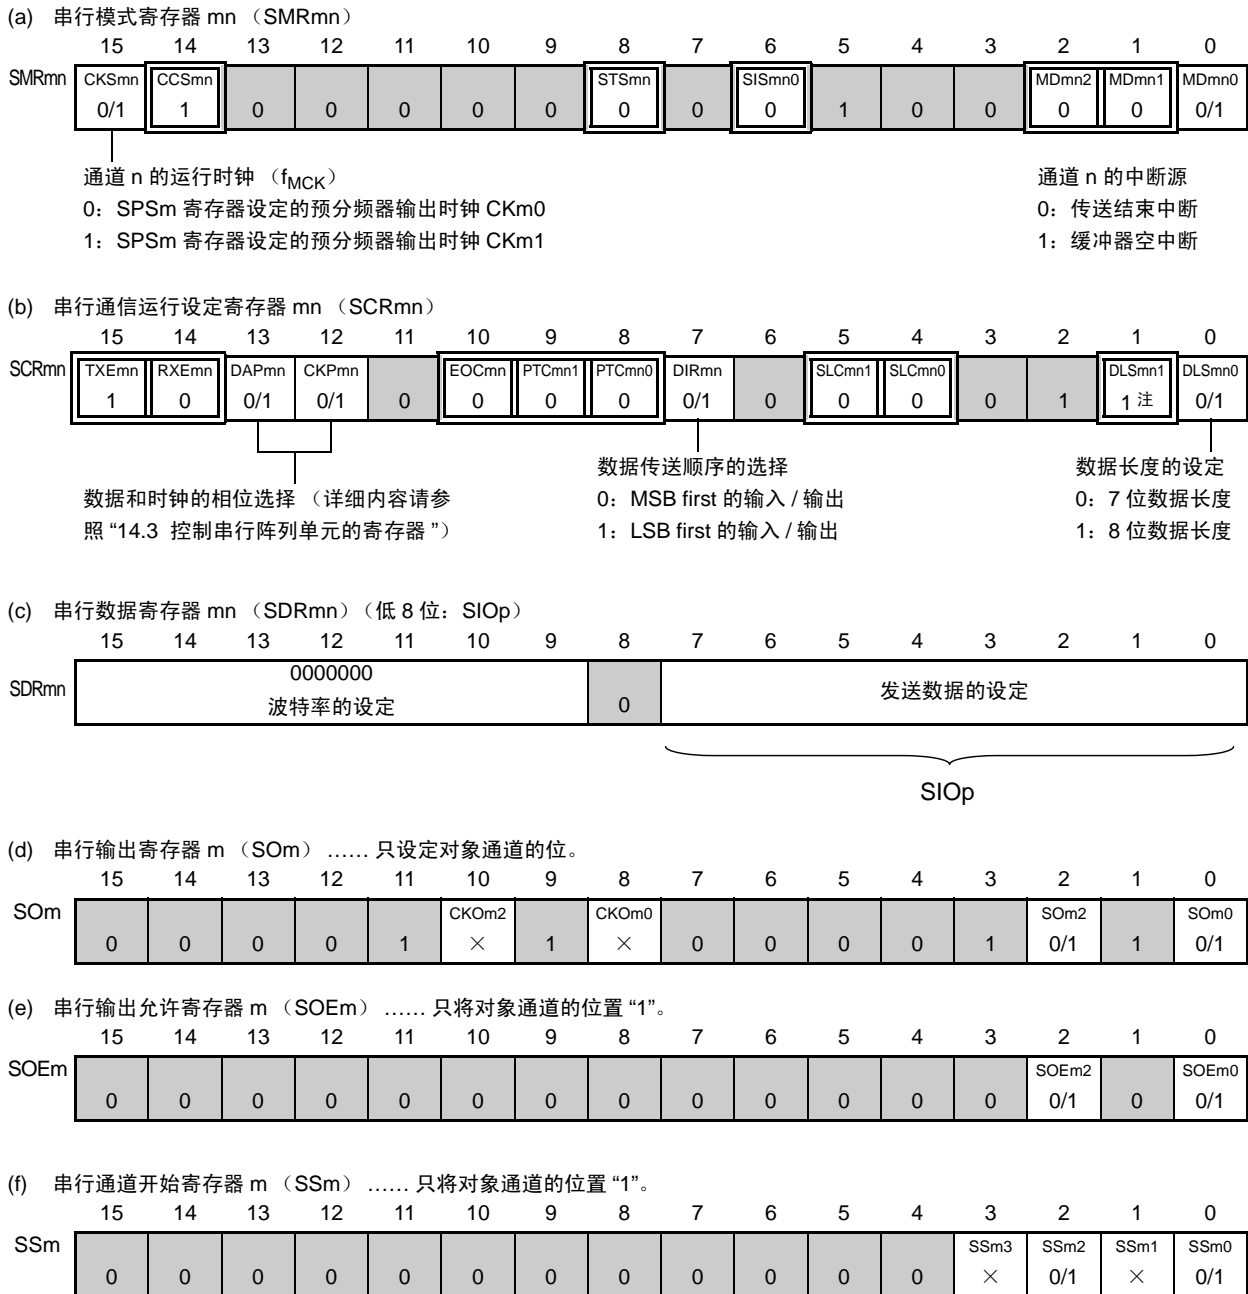 (a) 串行模式寄存器 mn （SMRmn）
15 14 13 12 11 10 9 8 7 6 5 4 3 2 1 0
SMRmn CKSmn CCSmn STSmn SISmn0 MDmn2 MDmn1 MDmn0
0/1 1 0 0 0 0 0 0 0 0 1 0 0 0 0 0/1
通道 n 的运行时钟 （fMCK） 通道 n 的中断源
0：SPSm 寄存器设定的预分频器输出时钟 CKm0 0：传送结束中断
1：SPSm 寄存器设定的预分频器输出时钟 CKm1 1：缓冲器空中断
(b) 串行通信运行设定寄存器 mn （SCRmn）
15 14 13 12 11 10 9 8 7 6 5 4 3 2 1 0
SCRmn TXEmn RXEmn DAPmn CKPmn EOCmn PTCmn1 PTCmn0 DIRmn SLCmn1 SLCmn0 DLSmn1 DLSmn0
1 0 0/1 0/1 0 0 0 0 0/1 0 0 0 0 1 1 注 0/1
数据传送顺序的选择 数据长度的设定
数据和时钟的相位选择 （详细内容请参 0：MSB first 的输入 / 输出 0：7 位数据长度
照 “14.3 控制串行阵列单元的寄存器 ”） 1：LSB first 的输入 / 输出 1：8 位数据长度
(c) 串行数据寄存器 mn （SDRmn）（低 8 位：SIOp）
15 14 13 12 11 10 9 8 7 6 5 4 3 2 1 0
SDRmn 0000000 发送数据的设定
波特率的设定 0
SIOp
(d) 串行输出寄存器 m （SOm） …… 只设定对象通道的位。
15 14 13 12 11 10 9 8 7 6 5 4 3 2 1 0
SOm CKOm2 CKOm0 SOm2 SOm0
0 0 0 0 1 × 1 × 0 0 0 0 1 0/1 1 0/1
(e) 串行输出允许寄存器 m （SOEm） …… 只将对象通道的位置 “1”。
15 14 13 12 11 10 9 8 7 6 5 4 3 2 1 0
SOEm SOEm2 SOEm0
0 0 0 0 0 0 0 0 0 0 0 0 0 0/1 0 0/1
(f) 串行通道开始寄存器 m （SSm） …… 只将对象通道的位置 “1”。
15 14 13 12 11 10 9 8 7 6 5 4 3 2 1 0
SSm SSm3 SSm2 SSm1 SSm0
0 0 0 0 0 0 0 0 0 0 0 0 × 0/1 × 0/1